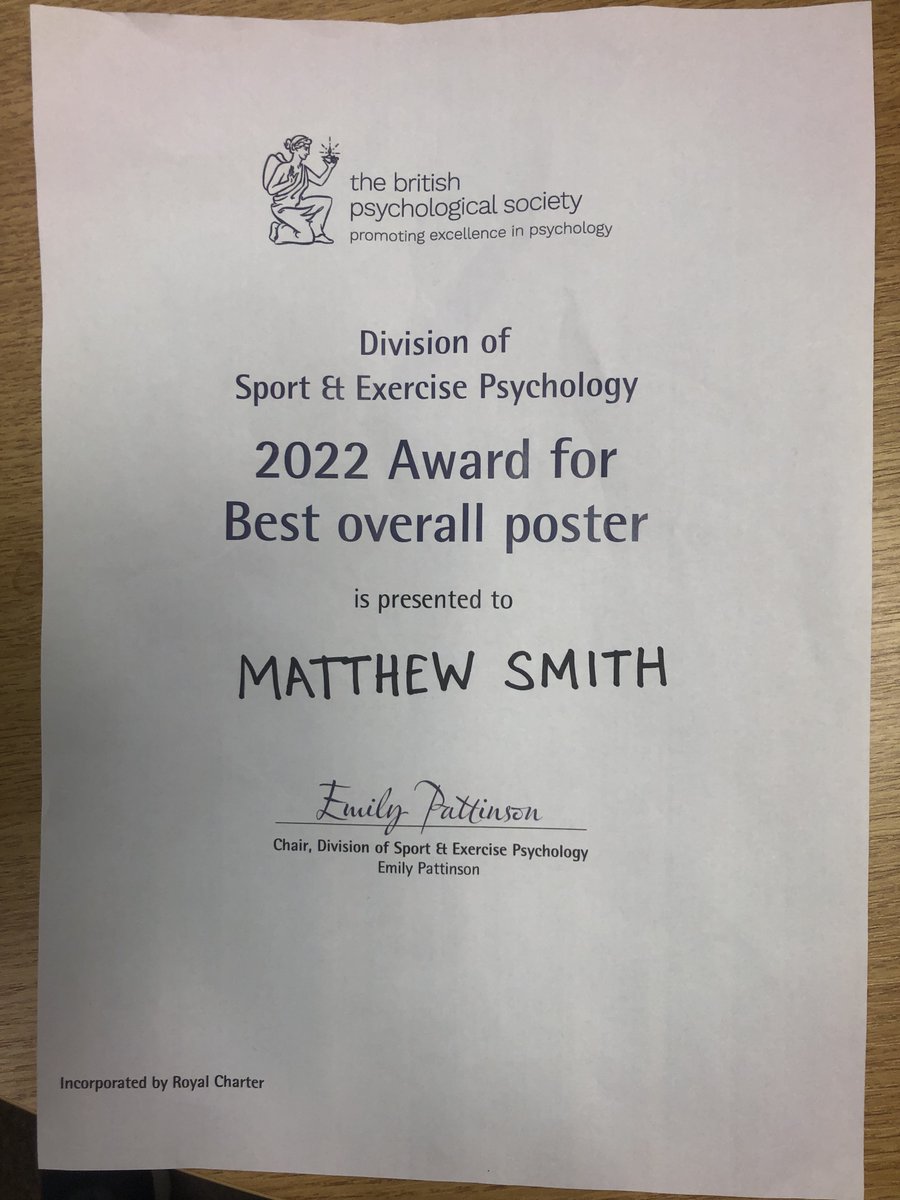 the british
psychological society
promoting excellence in psychology
Division of
Sport & Exercise Psychology
2022 Award for
Best overall poster
is presented to
MATTHEW SMITH
Emily Pattinson
Chair, Division of Sport & Exercise Psychology
Emily Pattinson
Incorporated by Royal Charter